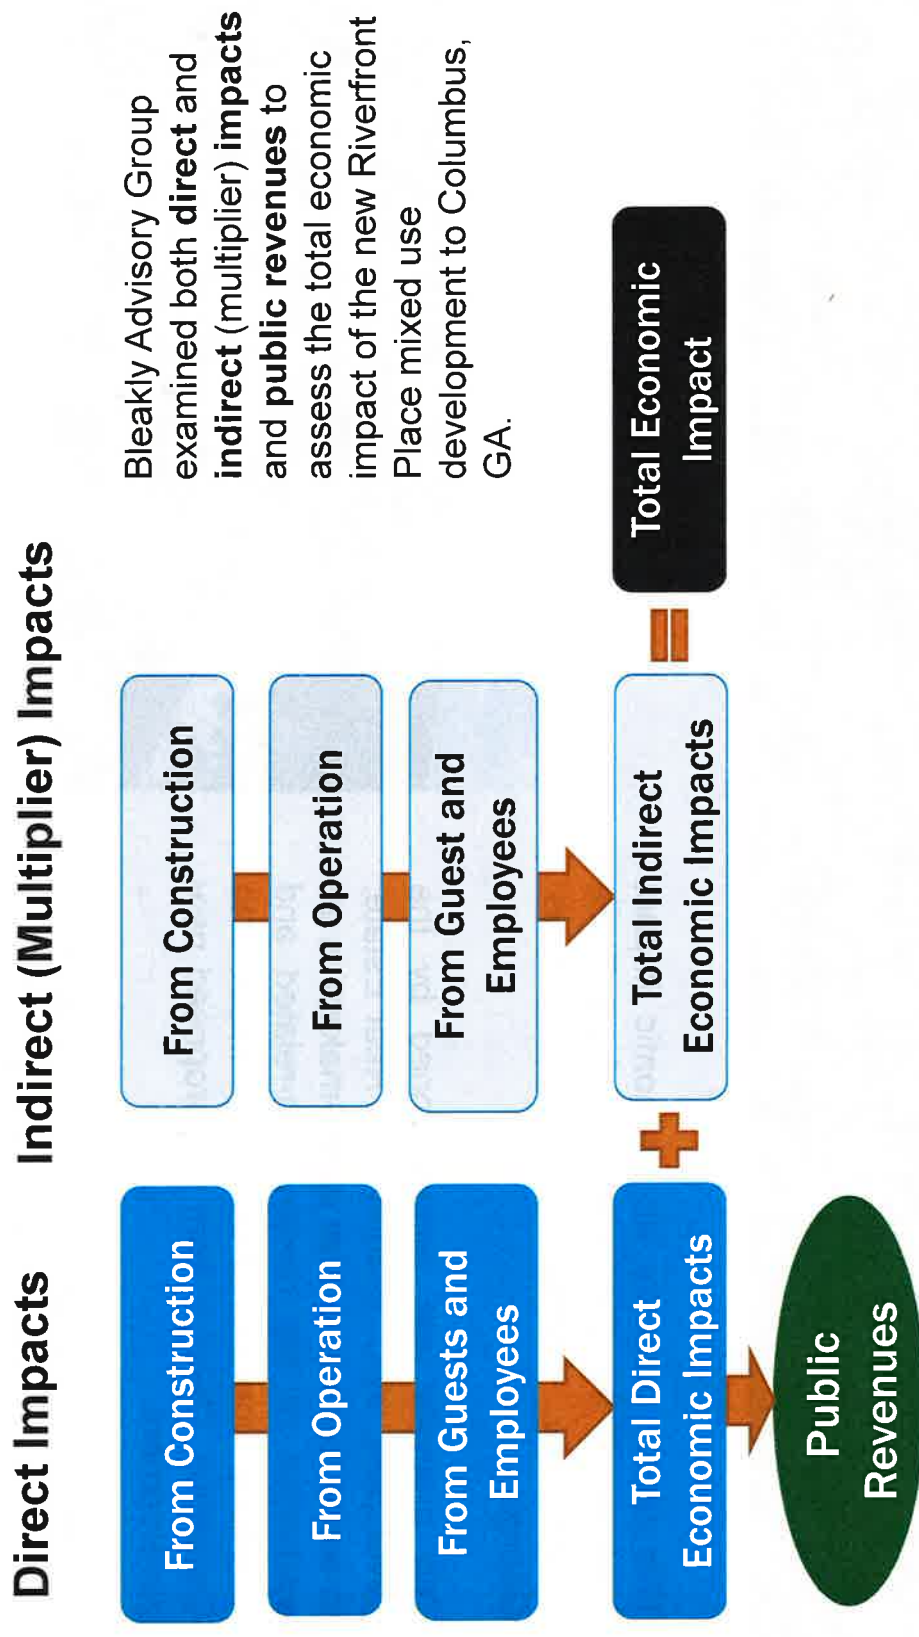 Direct Impacts
Indirect (Multiplier) Impacts
From Construction
From Operation
From Guests and
Employees
Total Direct
Economic Impacts
Public
Revenues
From Construction
From Operation
From Guest and
Employees
Total Indirect
Economic Impacts
Total Economic
Impact
Bleakly Advisory Group
examined both direct and
indirect (multiplier) impacts
and public revenues to
assess the total economic
impact of the new Riverfront
Place mixed use
development to Columbus,
GA.